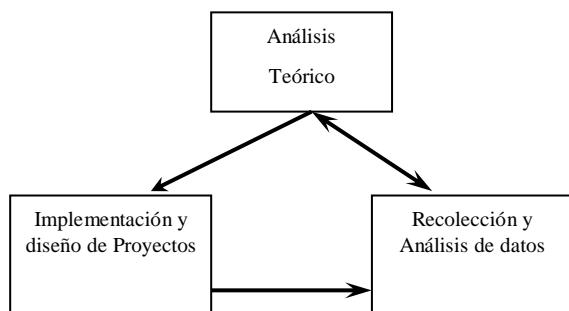 Análisis
Teórico
Implementación y
diseño de Proyectos
Recolección y
Análisis de datos